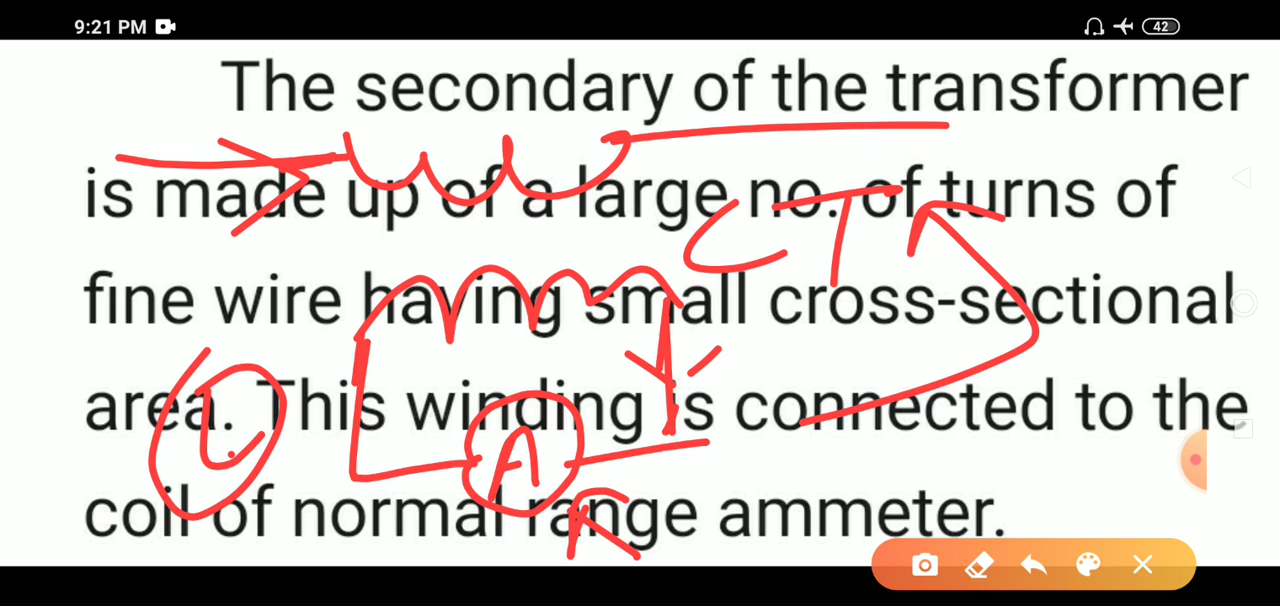 9:21 PM 42
The secondary of the transformer
is made up of a large no. of turns of
CT
fine wire having small cross-sectional
area. This winding is connected to the
A
coil of normal range ammeter.